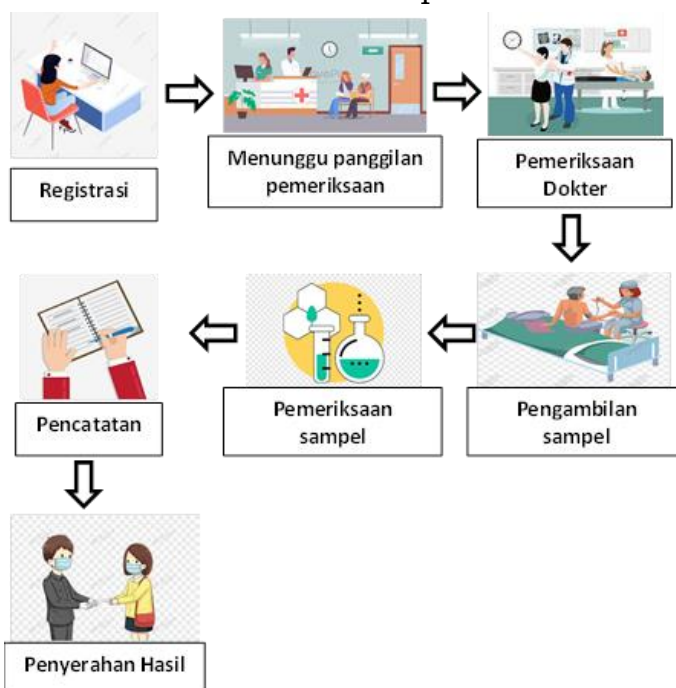 Registrasi
Menunggu panggilan
pemeriksaan
Pemeriksaan
Dokter
Pengambilan
sampel
Pemeriksaan
sampel
Pencatatan
Penyerahan Hasil